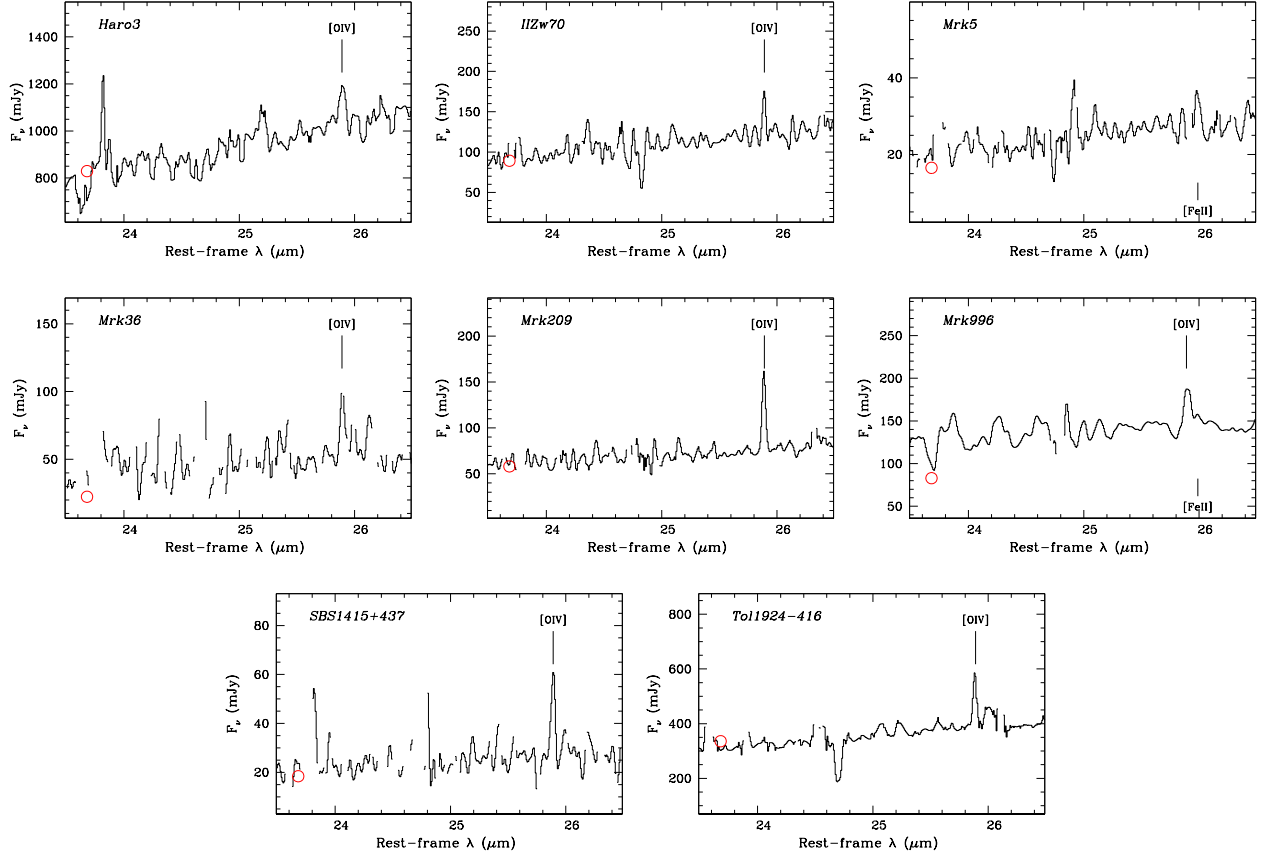 Haro3
[OIV]
1400
1200
1000
800
Fν (mJy)
24 25 26
Rest−frame λ (μm)
IIZw70
[OIV]
250
200
150
100
50
Fν (mJy)
24 25 26
Rest−frame λ (μm)
Mrk5
40
20
Fν (mJy)
[FeII]
24 25 26
Rest−frame λ (μm)
Mrk36
[OIV]
150
100
50
Fν (mJy)
24 25 26
Rest−frame λ (μm)
Mrk209
[OIV]
200
150
100
50
Fν (mJy)
24 25 26
Rest−frame λ (μm)
Mrk996
[OIV]
250
200
150
100
50
Fν (mJy)
[FeII]
24 25 26
Rest−frame λ (μm)
SBS1415+437
[OIV]
80
60
40
20
Fν (mJy)
24 25 26
Rest−frame λ (μm)
Tol1924−416
[OIV]
800
600
400
200
Fν (mJy)
24 25 26
Rest−frame λ (μm)